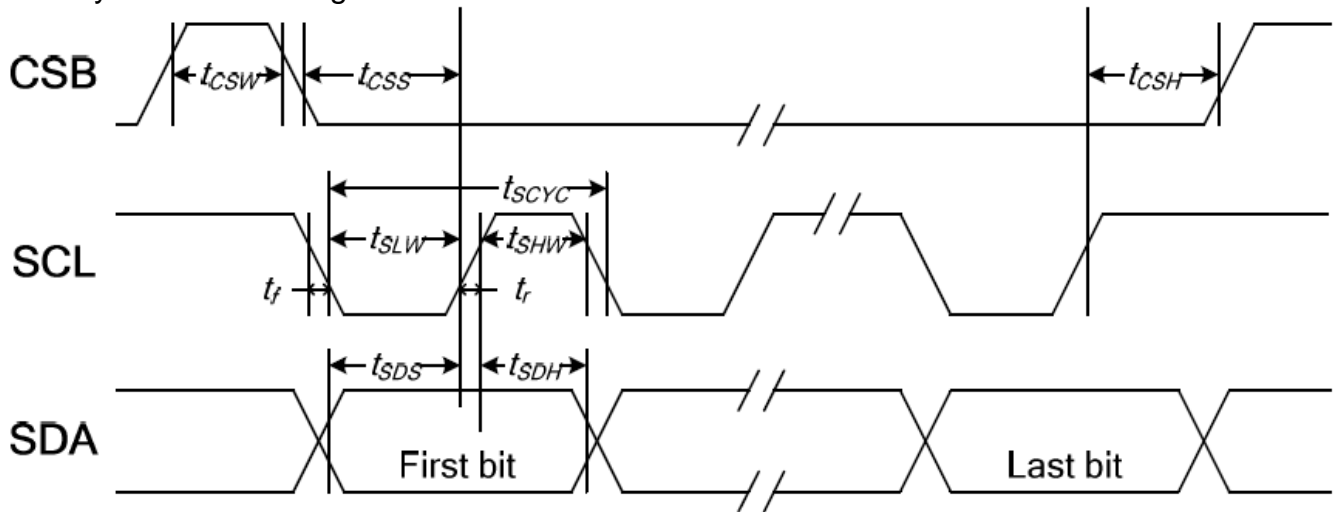 CSB
tCSW
tCSS
tCSH
tSCYC
SCL
tSLW
tSHW
tf
tr
tSDS
tSDH
SDA
First bit
Last bit